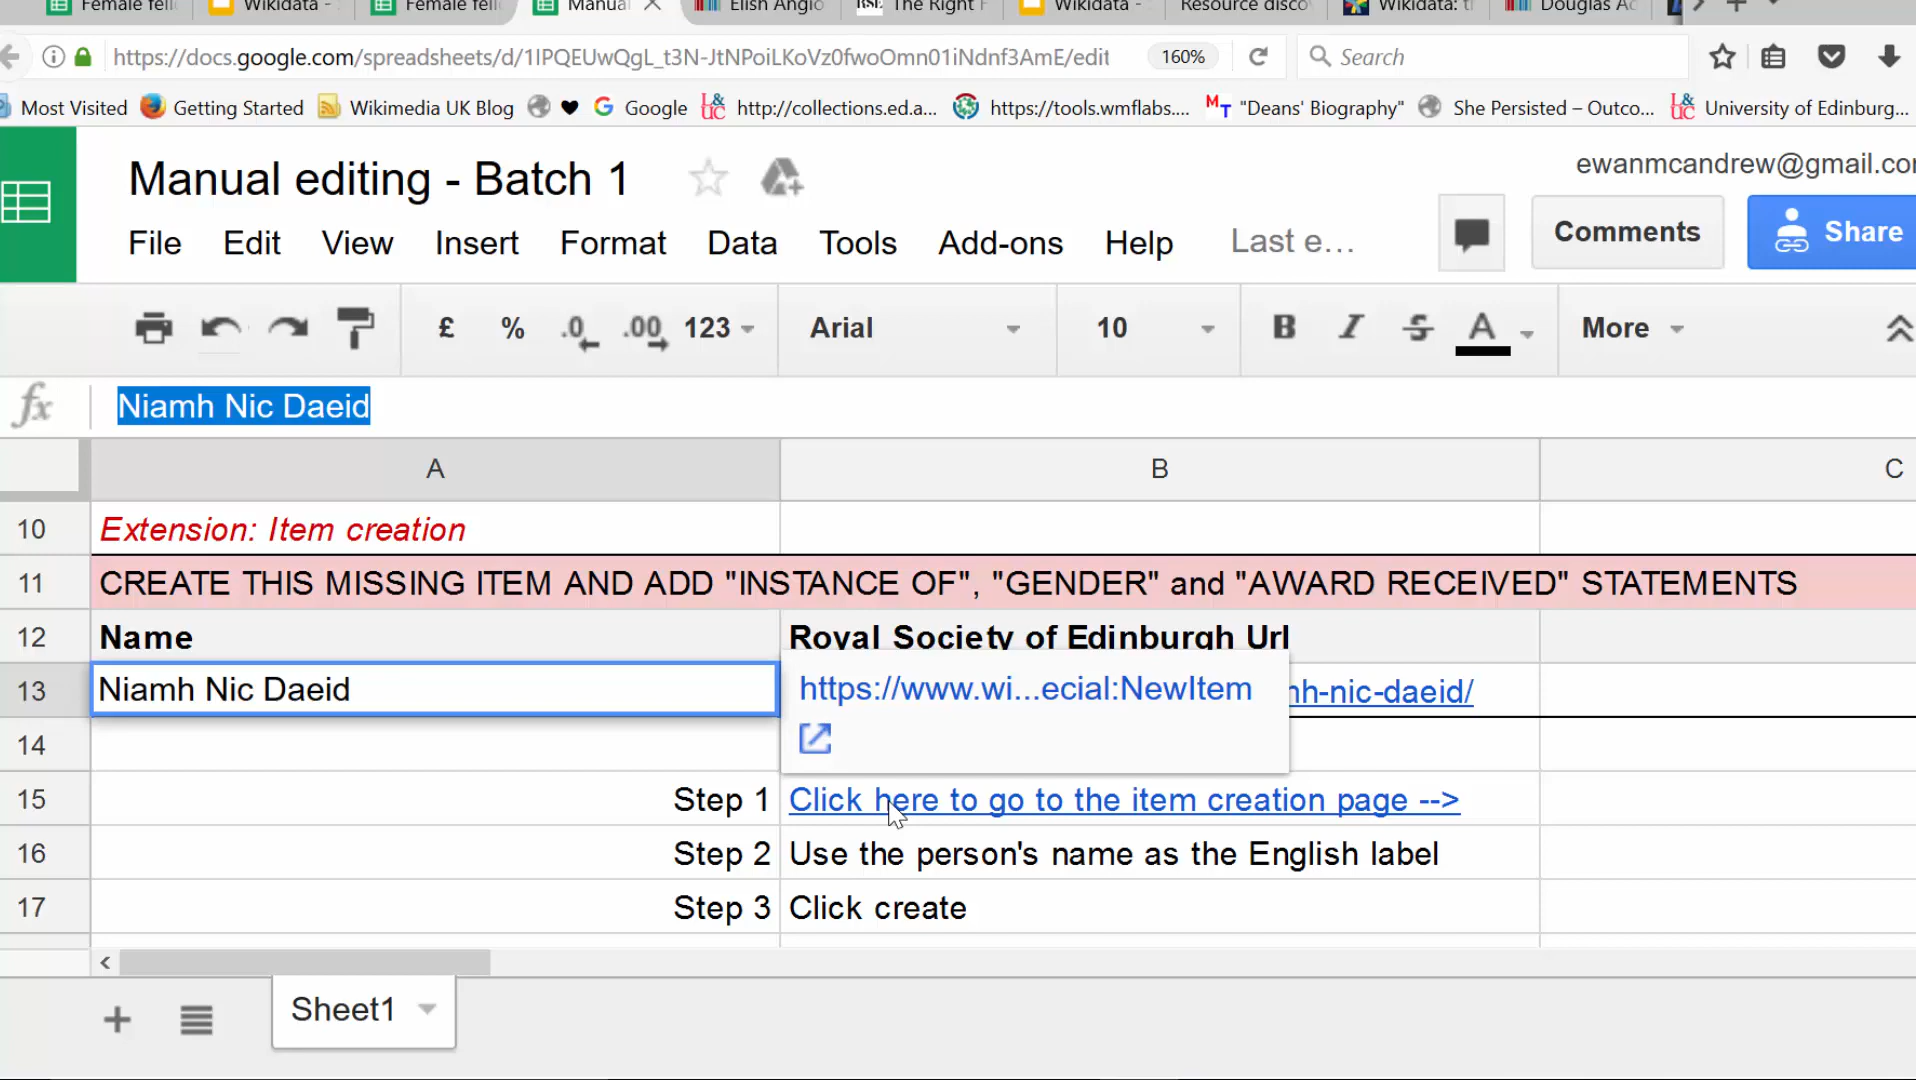 Female fell
Wikidata -
Female fell
Manual
Elish Angio
RSE
The Right
Wikidata -
Resource disco
Wikidata: t
Douglas Ac
https://docs.google.com/spreadsheets/d/1IPQEUwQgL_t3N-JtNPoiLKoVz0fwoOmn01iNdnf3AmE/edit
160%
Search
Most Visited
Getting Started
Wikimedia UK Blog
Google
http://collections.ed.a...
https://tools.wmflabs....
"Deans' Biography"
She Persisted – Outco...
University of Edinburg...
Manual editing - Batch 1
ewanmcandrew@gmail.co
File Edit View Insert Format Data Tools Add-ons Help Last e...
Comments
Share
£ % .0 .00 123 Arial 10 B I S A More
fx Niamh Nic Daeid
A B C
10 Extension: Item creation
11 CREATE THIS MISSING ITEM AND ADD "INSTANCE OF", "GENDER" and "AWARD RECEIVED" STATEMENTS
12 Name Royal Society of Edinburgh Url
13 Niamh Nic Daeid https://www.wi...ecial:NewItem nh-nic-daeid/
14
15 Step 1 Click here to go to the item creation page -->
16 Step 2 Use the person's name as the English label
17 Step 3 Click create
Sheet1